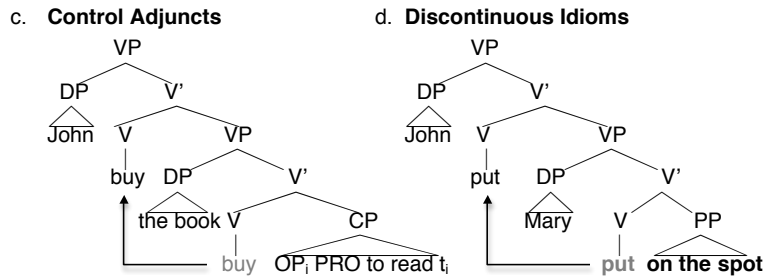 c. Control Adjuncts d. Discontinuous Idioms
VP VP
DP V' DP V'
John V VP John V VP
buy DP V' put DP V'
the book V CP Mary V PP
buy OPi PRO to read ti put on the spot